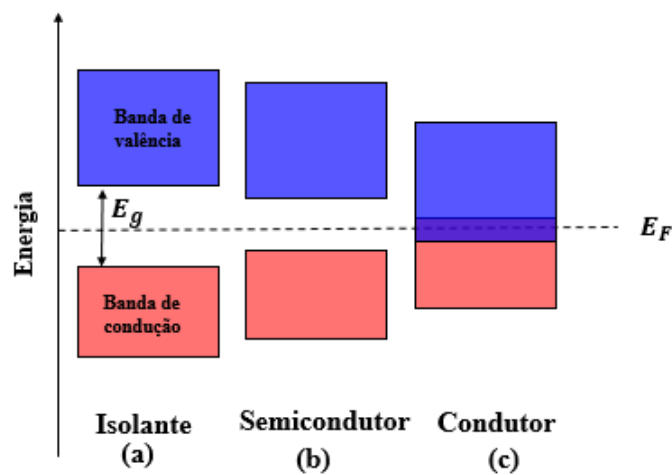 Energia
Banda de
valência
E_g
E_F
Banda de
condução
Isolante
(a)
Semicondutor
(b)
Condutor
(c)